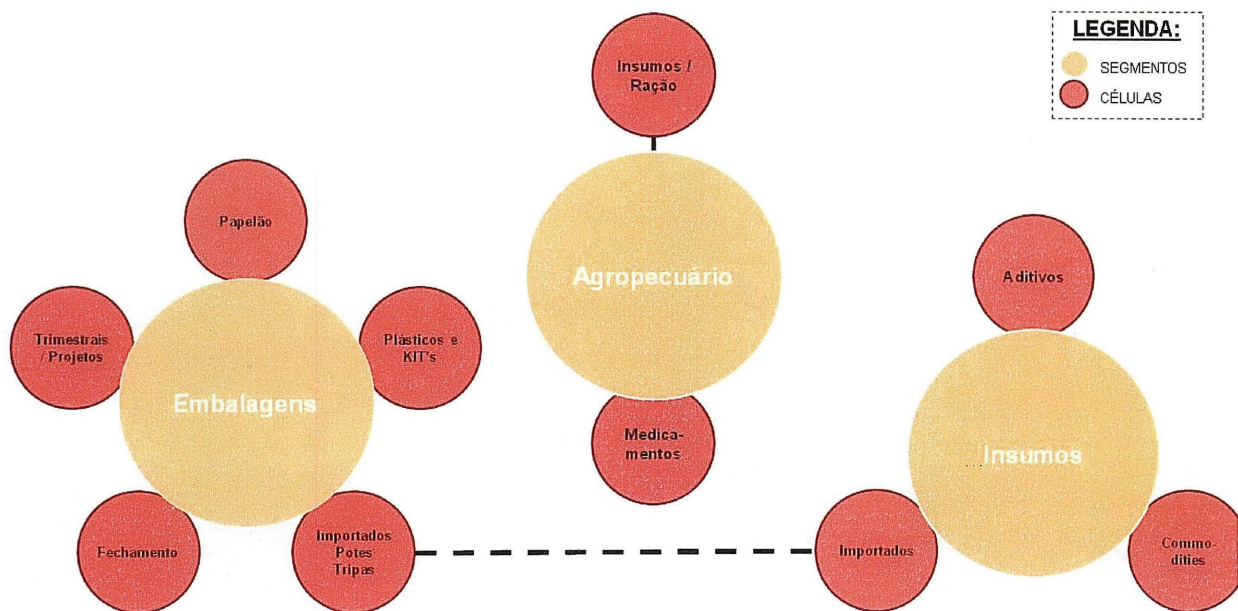 LEGENDA:
SEGMENTOS
CÉLULAS
Insumos /
Ração
Agropecuário
Medica-
mentos
Papelão
Trimestrais
/ Projetos
Plásticos e
KIT's
Embalagens
Fechamento
Importados
Potes
Tripas
Aditivos
Insumos
Importados
Commo-
dities